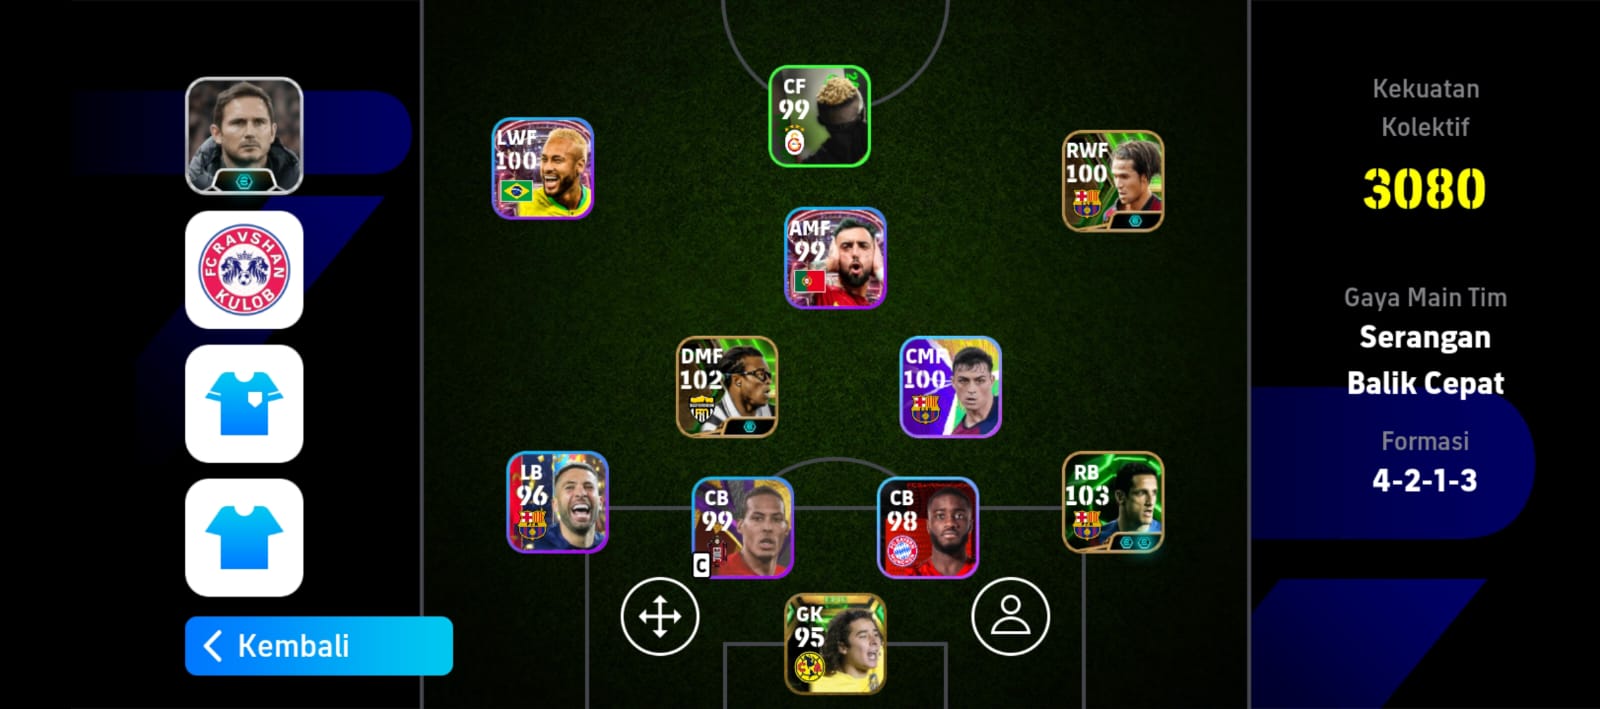 Kekuatan
Kolektif
3080
Gaya Main Tim
Serangan
Balik Cepat
Formasi
4-2-1-3
CF
99
LWF
100
RWF
100
AMF
99
DMF
102
CMF
100
LB
96
CB
99
C
CB
98
RB
103
GK
95
FC RAVSHAN
KULOB
Kembali